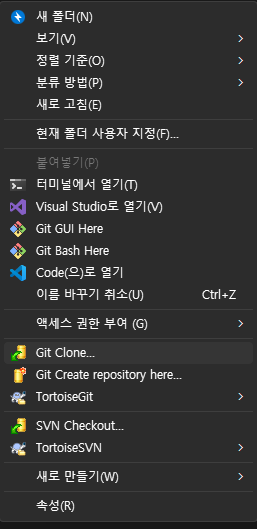 새 폴더(N)
보기(V)
정렬 기준(O)
분류 방법(P)
새로 고침(E)
현재 폴더 사용자 지정(F)...
붙여넣기(P)
터미널에서 열기(T)
Visual Studio로 열기(V)
Git GUI Here
Git Bash Here
Code(으)로 열기
이름 바꾸기 취소(U) Ctrl+Z
액세스 권한 부여 (G)
Git Clone...
Git Create repository here...
TortoiseGit
SVN Checkout...
TortoiseSVN
새로 만들기(W)
속성(R)